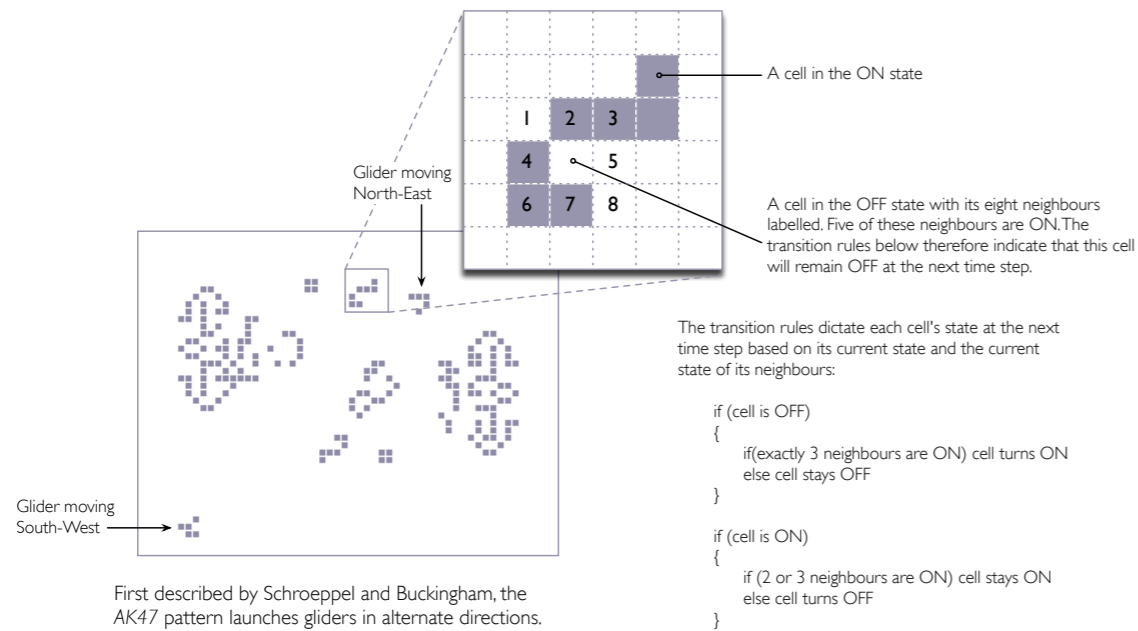 A cell in the ON state
1 2 3
4 5
6 7 8
Glider moving
North-East
A cell in the OFF state with its eight neighbours
labelled. Five of these neighbours are ON. The
transition rules below therefore indicate that this cell
will remain OFF at the next time step.
The transition rules dictate each cell's state at the next
time step based on its current state and the current
state of its neighbours:
if (cell is OFF)
{
if(exactly 3 neighbours are ON) cell turns ON
else cell stays OFF
}
if (cell is ON)
{
if (2 or 3 neighbours are ON) cell stays ON
else cell turns OFF
}
Glider moving
South-West
First described by Schroeppel and Buckingham, the
AK47 pattern launches gliders in alternate directions.